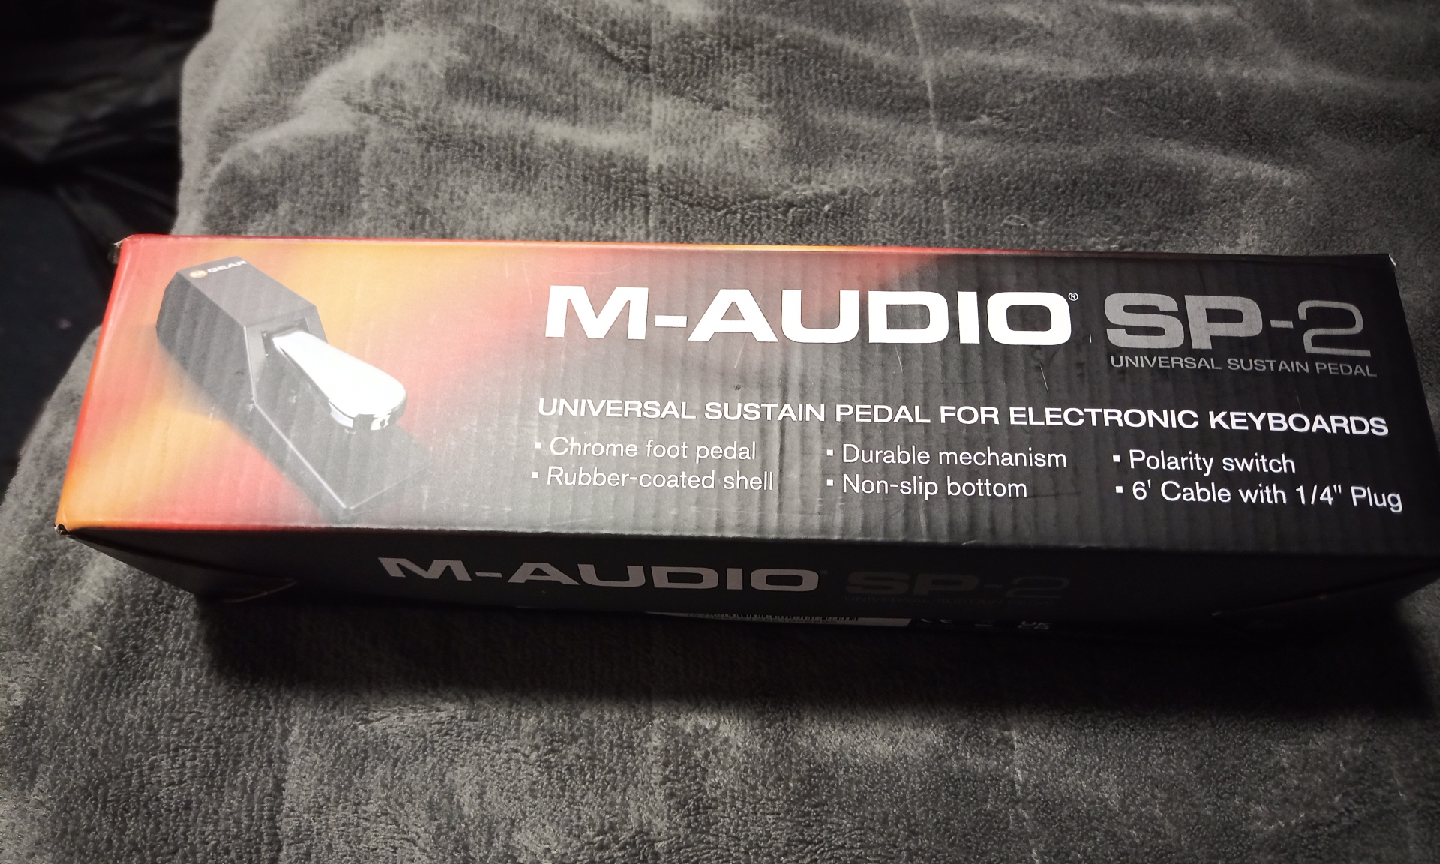 M-AUDIO® SP-2
UNIVERSAL SUSTAIN PEDAL
UNIVERSAL SUSTAIN PEDAL FOR ELECTRONIC KEYBOARDS
▪ Chrome foot pedal ▪ Durable mechanism ▪ Polarity switch
▪ Rubber-coated shell ▪ Non-slip bottom ▪ 6' Cable with 1/4" Plug
M-AUDIO SP-2